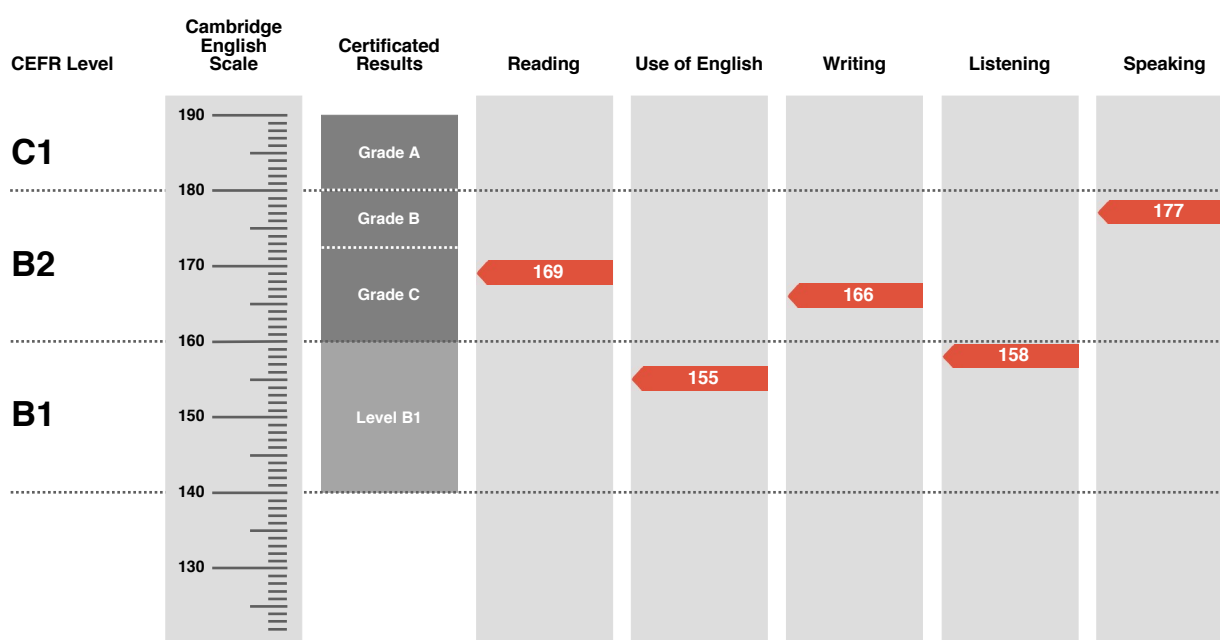 CEFR Level
Cambridge
English
Scale
Certificated
Results
Reading
Use of English
Writing
Listening
Speaking
190
C1
Grade A
180
Grade B
177
B2
170
169
Grade C
166
160
158
155
B1
150
Level B1
140
130